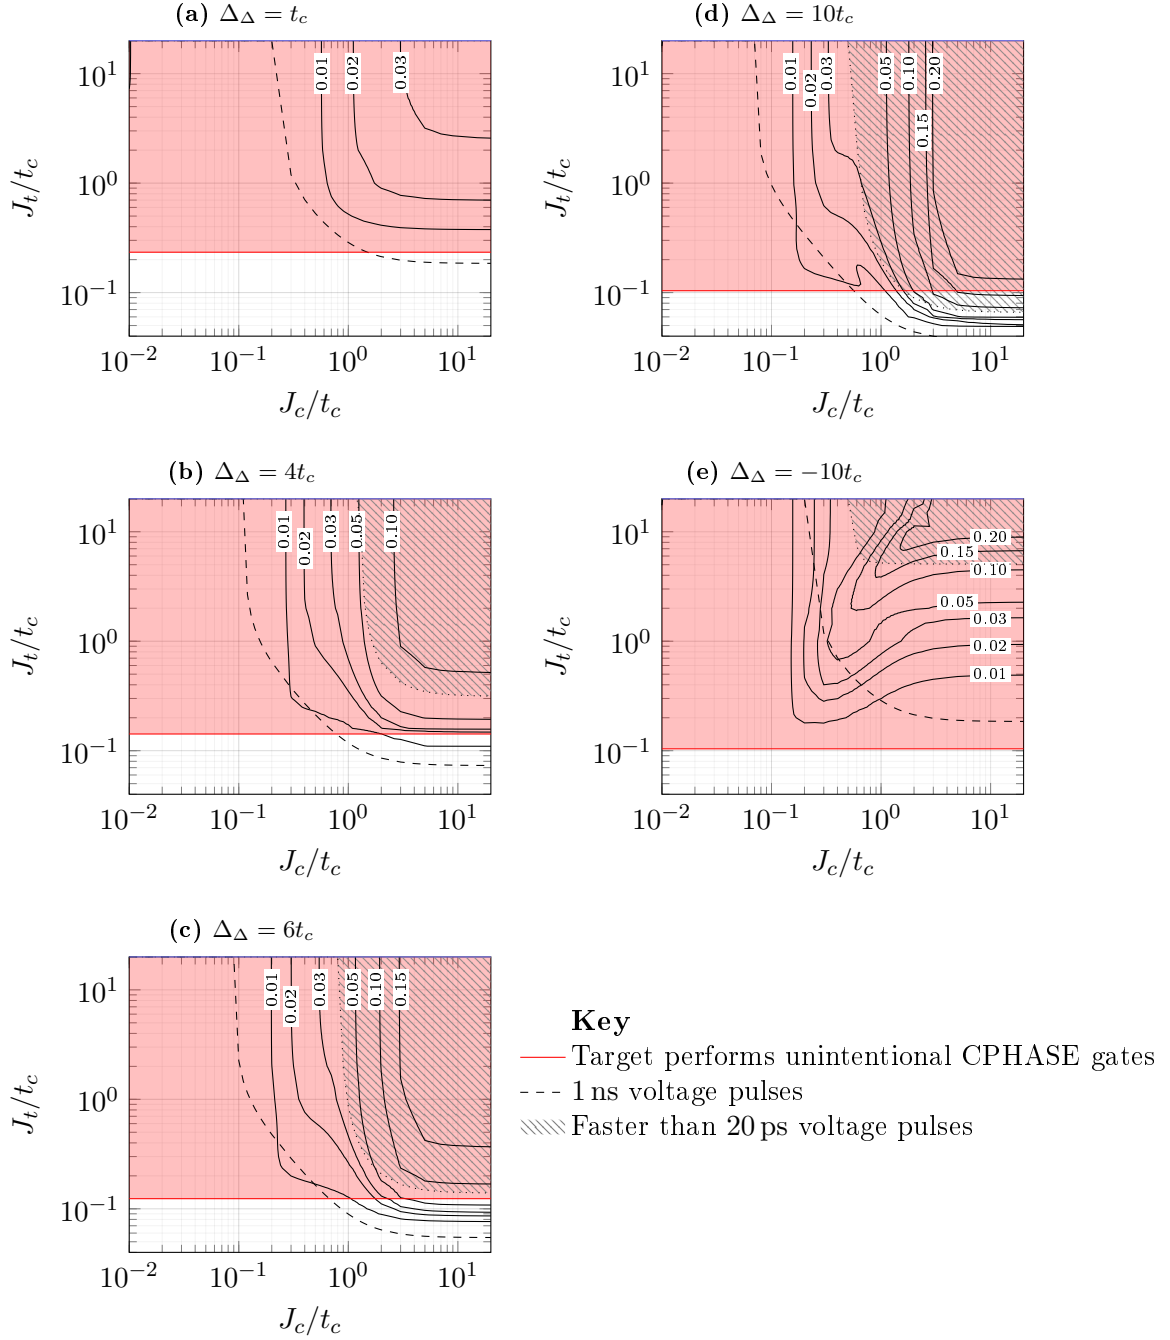 (a) Δ_Δ = t_c
(d) Δ_Δ = 10t_c
10^1
10^0
10^−1
J_t/t_c
0.01
0.02
0.03
10^−2 10^−1 10^0 10^1
J_c/t_c
10^1
10^0
10^−1
J_t/t_c
0.01
0.02
0.03
0.05
0.10
0.20
0.15
10^−2 10^−1 10^0 10^1
J_c/t_c
(b) Δ_Δ = 4t_c
(e) Δ_Δ = −10t_c
10^1
10^0
10^−1
J_t/t_c
0.01
0.02
0.03
0.05
0.10
10^−2 10^−1 10^0 10^1
J_c/t_c
10^1
10^0
10^−1
J_t/t_c
0.20
0.15
0.10
0.05
0.03
0.02
0.01
10^−2 10^−1 10^0 10^1
J_c/t_c
(c) Δ_Δ = 6t_c
10^1
10^0
10^−1
J_t/t_c
0.01
0.02
0.03
0.05
0.10
0.15
10^−2 10^−1 10^0 10^1
J_c/t_c
Key
Target performs unintentional CPHASE gates
1 ns voltage pulses
Faster than 20 ps voltage pulses